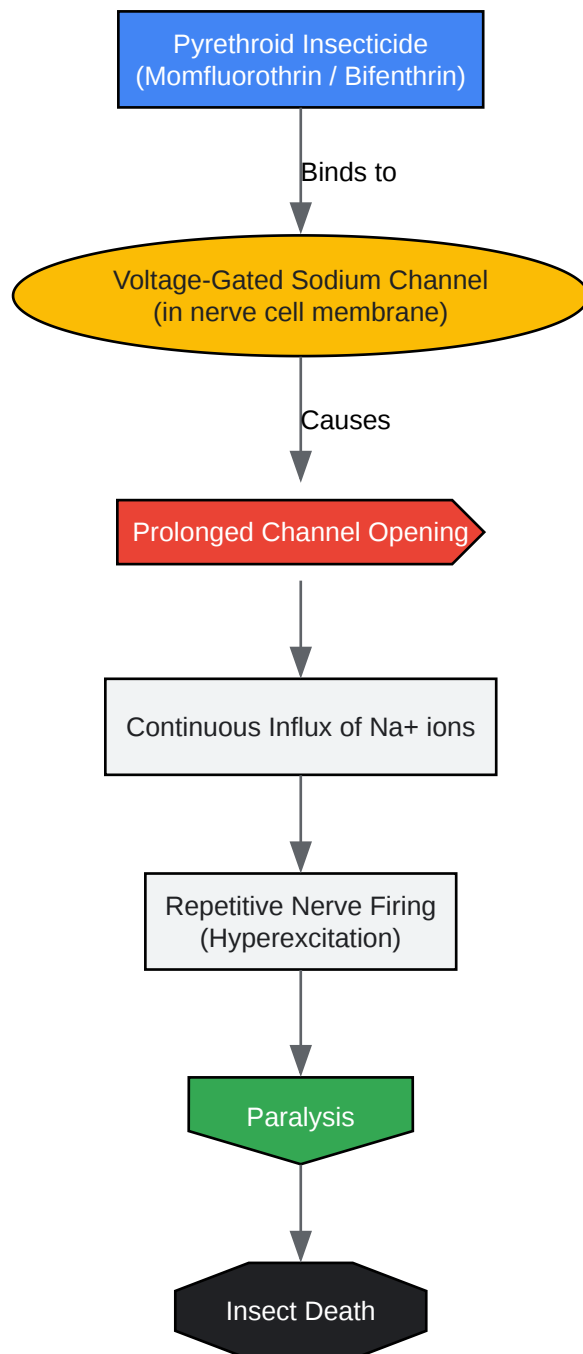 Pyrethroid Insecticide
(Momfluorothrin / Bifenthrin)
Binds to
Voltage-Gated Sodium Channel
(in nerve cell membrane)
Causes
Prolonged Channel Opening
Continuous Influx of Na+ ions
Repetitive Nerve Firing
(Hyperexcitation)
Paralysis
Insect Death